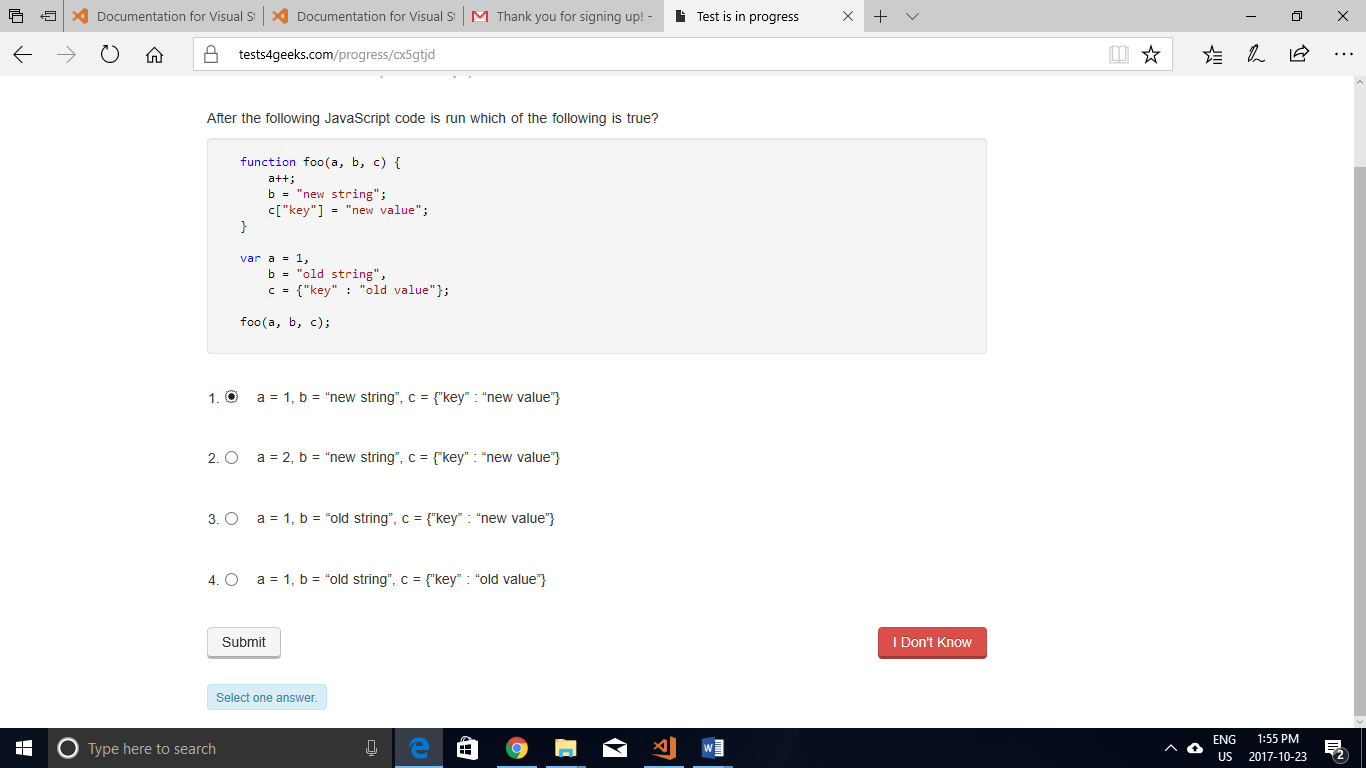 Documentation for Visual S
Documentation for Visual S
Thank you for signing up! -
Test is in progress
tests4geeks.com/progress/cx5gtjd
After the following JavaScript code is run which of the following is true?
function foo(a, b, c) {
a++;
b = "new string";
c["key"] = "new value";
}
var a = 1,
b = "old string",
c = {"key" : "old value"};
foo(a, b, c);
1. a = 1, b = “new string”, c = {”key” : “new value”}
2. a = 2, b = “new string”, c = {”key” : “new value”}
3. a = 1, b = “old string”, c = {”key” : “new value”}
4. a = 1, b = “old string”, c = {”key” : “old value”}
Submit
I Don't Know
Select one answer.
Type here to search
ENG
US
1:55 PM
2017-10-23
2